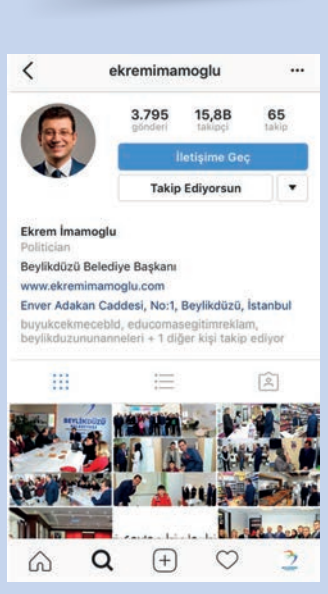 ekremimamoglu
3.795 15,8B 65
gönderi takipçi takip
İletişime Geç
Takip Ediyorsun
Ekrem İmamoglu
Politician
Beylikdüzü Belediye Başkanı
www.ekremimamoglu.com
Enver Adakan Caddesi, No:1, Beylikdüzü, İstanbul
buyukcekmecebld, educomasegitimreklam,
beylikduzununanneleri + 1 diğer kişi takip ediyor
BEYLİKDÜZÜ